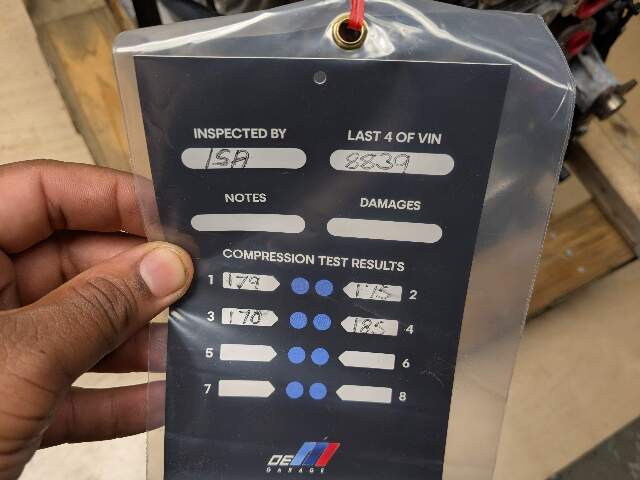 INSPECTED BY LAST 4 OF VIN
ISA 8839
NOTES DAMAGES
COMPRESSION TEST RESULTS
1 179 175 2
3 170 185 4
5 6
7 8
OE
GARAGE